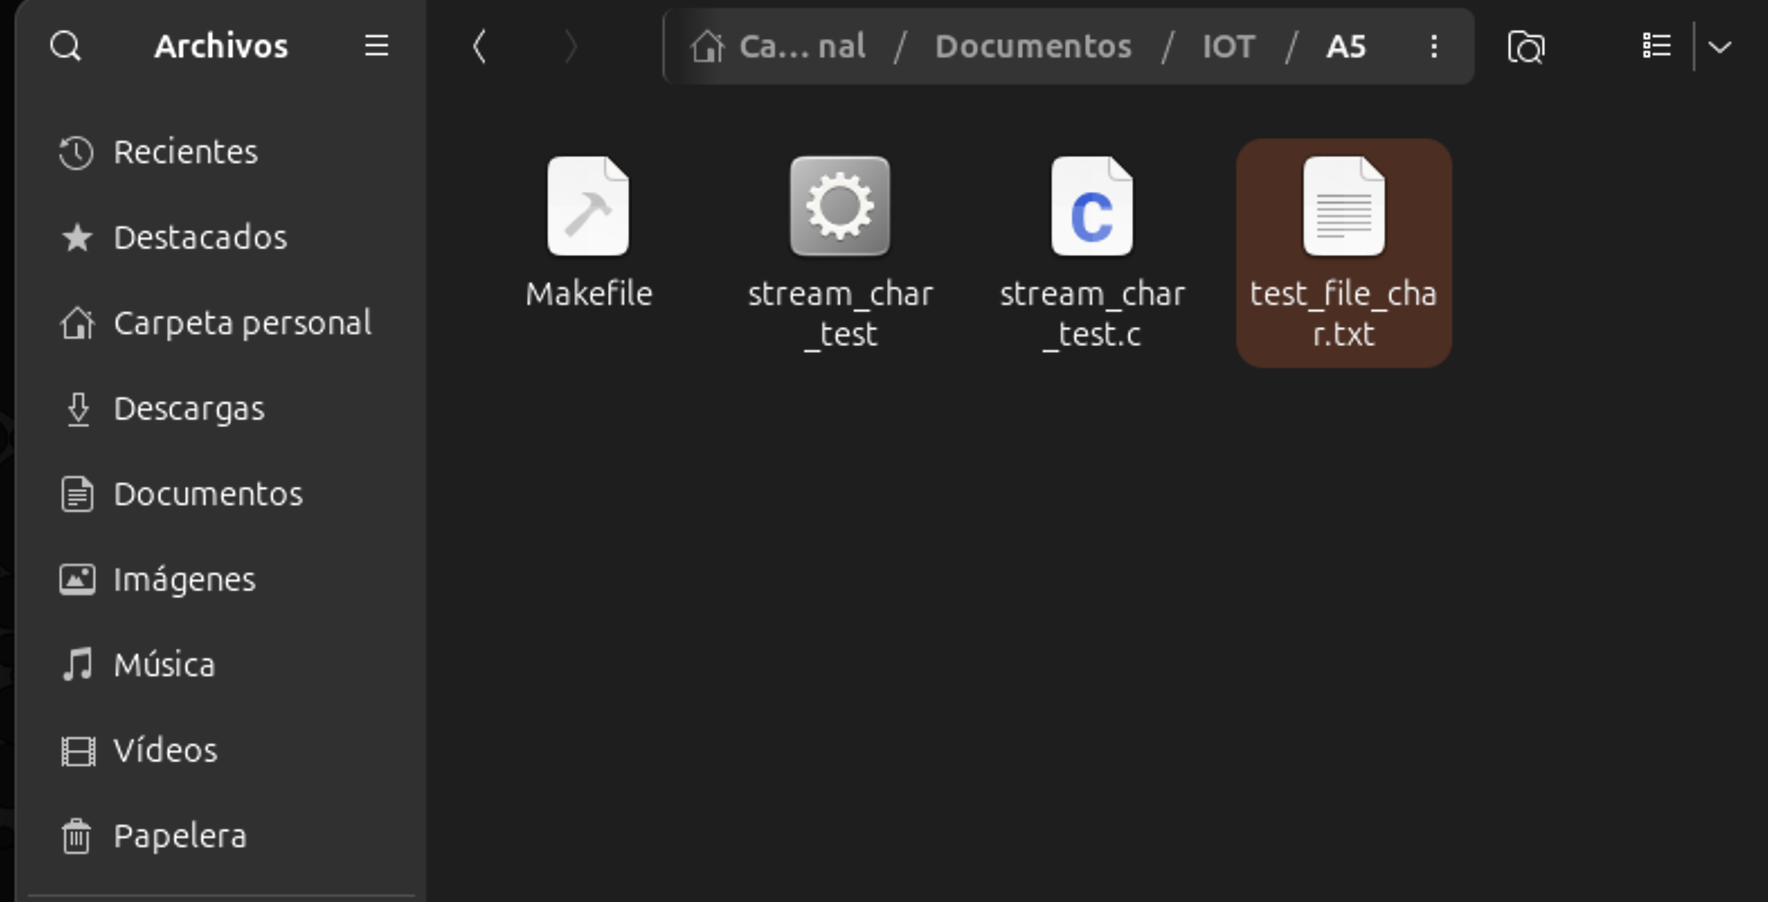 Archivos
Ca... nal / Documentos / IOT / A5
Recientes
Destacados
Carpeta personal
Descargas
Documentos
Imágenes
Música
Vídeos
Papelera
Makefile
stream_char
_test
stream_char
_test.c
test_file_cha
r.txt